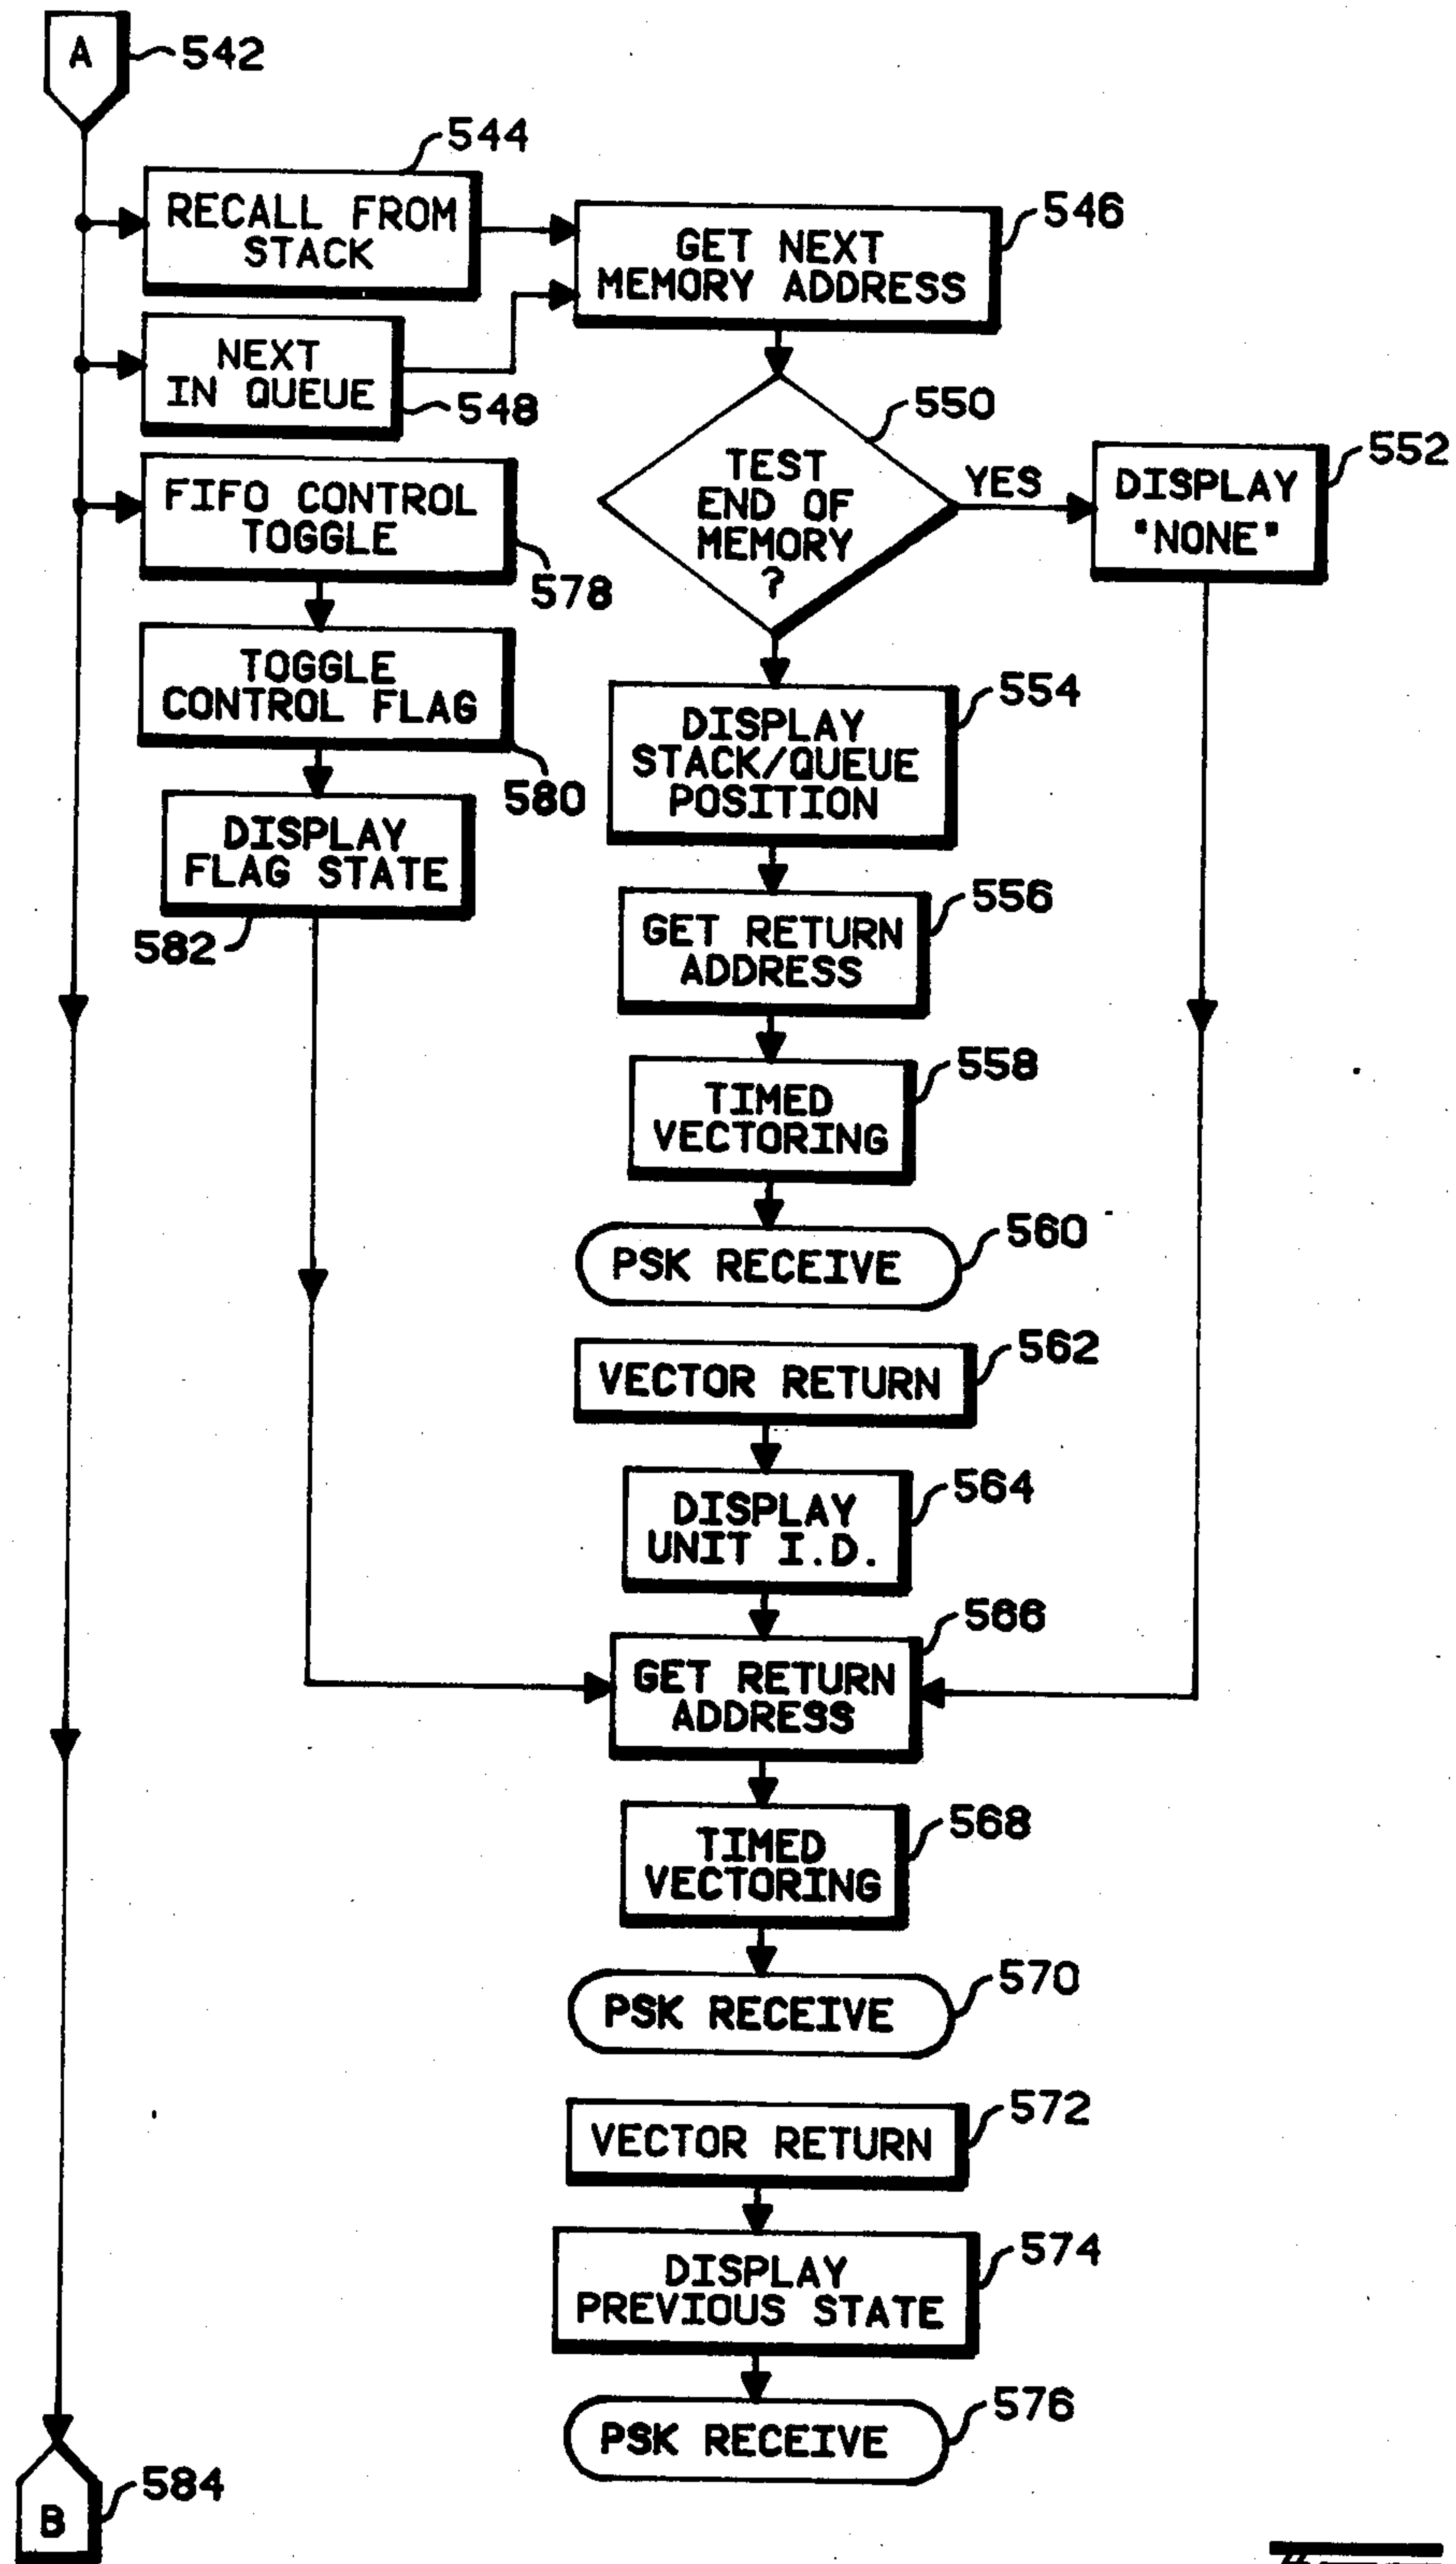 A
542
544
RECALL FROM
STACK
546
GET NEXT
MEMORY ADDRESS
NEXT
IN QUEUE
548
550
TEST
END OF
MEMORY
?
YES
552
DISPLAY
"NONE"
FIFO CONTROL
TOGGLE
578
TOGGLE
CONTROL FLAG
580
554
DISPLAY
STACK/QUEUE
POSITION
DISPLAY
FLAG STATE
582
556
GET RETURN
ADDRESS
558
TIMED
VECTORING
560
PSK RECEIVE
562
VECTOR RETURN
564
DISPLAY
UNIT I.D.
566
GET RETURN
ADDRESS
568
TIMED
VECTORING
570
PSK RECEIVE
572
VECTOR RETURN
574
DISPLAY
PREVIOUS STATE
576
PSK RECEIVE
584
B